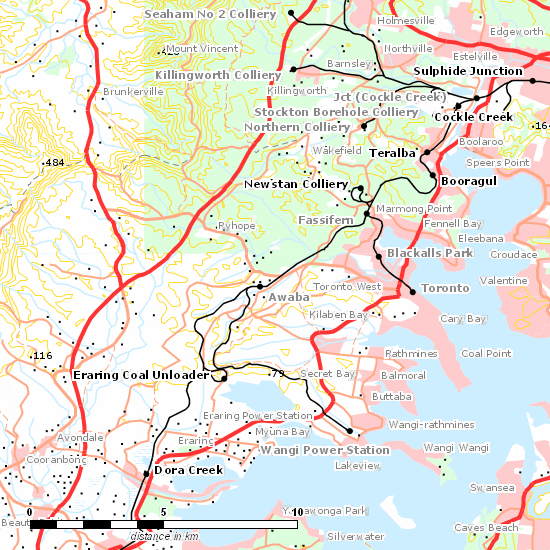 Seaham No 2 Colliery
Holmesville
Edgeworth
Mount Vincent
Northville
428
Estelville
Barnsley
Killingworth Colliery
Sulphide Junction
Brunkerville
Killingworth
Jct (Cockle Creek)
Stockton Borehole Colliery
Cockle Creek
Northern Colliery
164
Boolaroo
Wakefield
Teralba
484
Speers Point
Newstan Colliery
Booragul
Marmong Point
Fassifern
Fennell Bay
Ryhope
Eleebana
Croudace
Blackalls Park
Valentine
Toronto West
Toronto
Awaba
Kilaben Bay
Cary Bay
116
Rathmines
Coal Point
Eraring Coal Unloader
79
Secret Bay
Balmoral
Buttaba
Eraring Power Station
Wangi-rathmines
Myuna Bay
Avondale
Eraring
Wangi Power Station
Wangi Wangi
Cooranbong
Lakeview
Dora Creek
Swansea
0
5
10
Yarrawonga Park
Caves Beach
distance in km
Silverwater